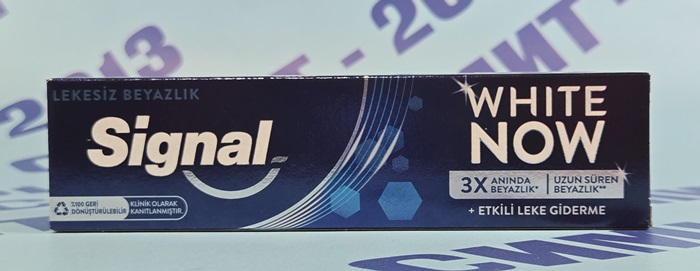 LEKESİZ BEYAZLIK
Signal
%100 GERİ
DÖNÜŞTÜRÜLEBİLİR
KLİNİK OLARAK
KANITLANMIŞTIR.
WHITE
NOW
3X ANINDA
BEYAZLIK*
UZUN SÜREN
BEYAZLIK**
+ ETKİLİ LEKE GİDERME